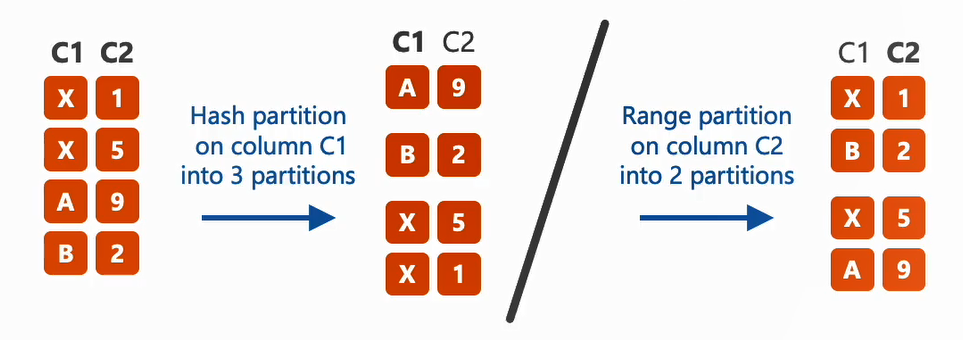 C1 C2
X 1
X 5
A 9
B 2
Hash partition
on column C1
into 3 partitions
C1 C2
A 9
B 2
X 5
X 1
Range partition
on column C2
into 2 partitions
C1 C2
X 1
B 2
X 5
A 9